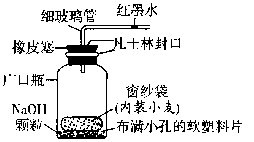 细玻璃管
红墨水
橡皮塞
凡士林封口
广口瓶
窗纱袋
(内装小麦)
NaOH
颗粒
布满小孔的软塑料片